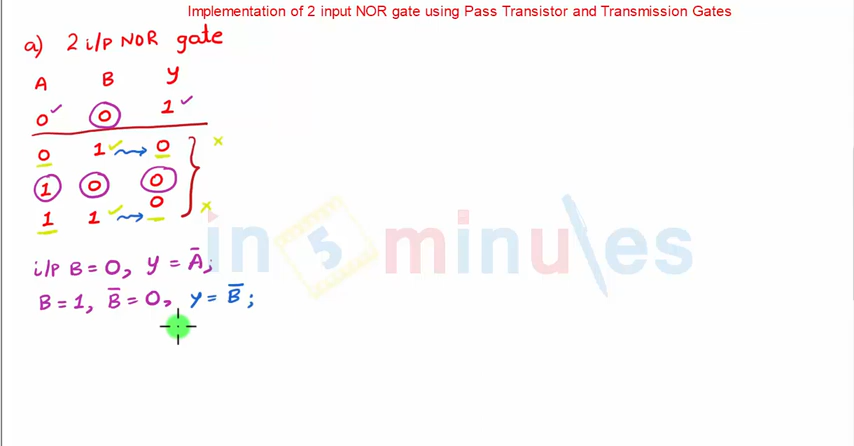 Implementation of 2 input NOR gate using Pass Transistor and Transmission Gates
a) 2 i/p NOR gate
A B Y
0 0 1
0 1 0
1 0 0
1 1 0
in 5 minutes
i/p B = 0, Y = A̅;
B = 1, B̅ = 0, Y = B̅;